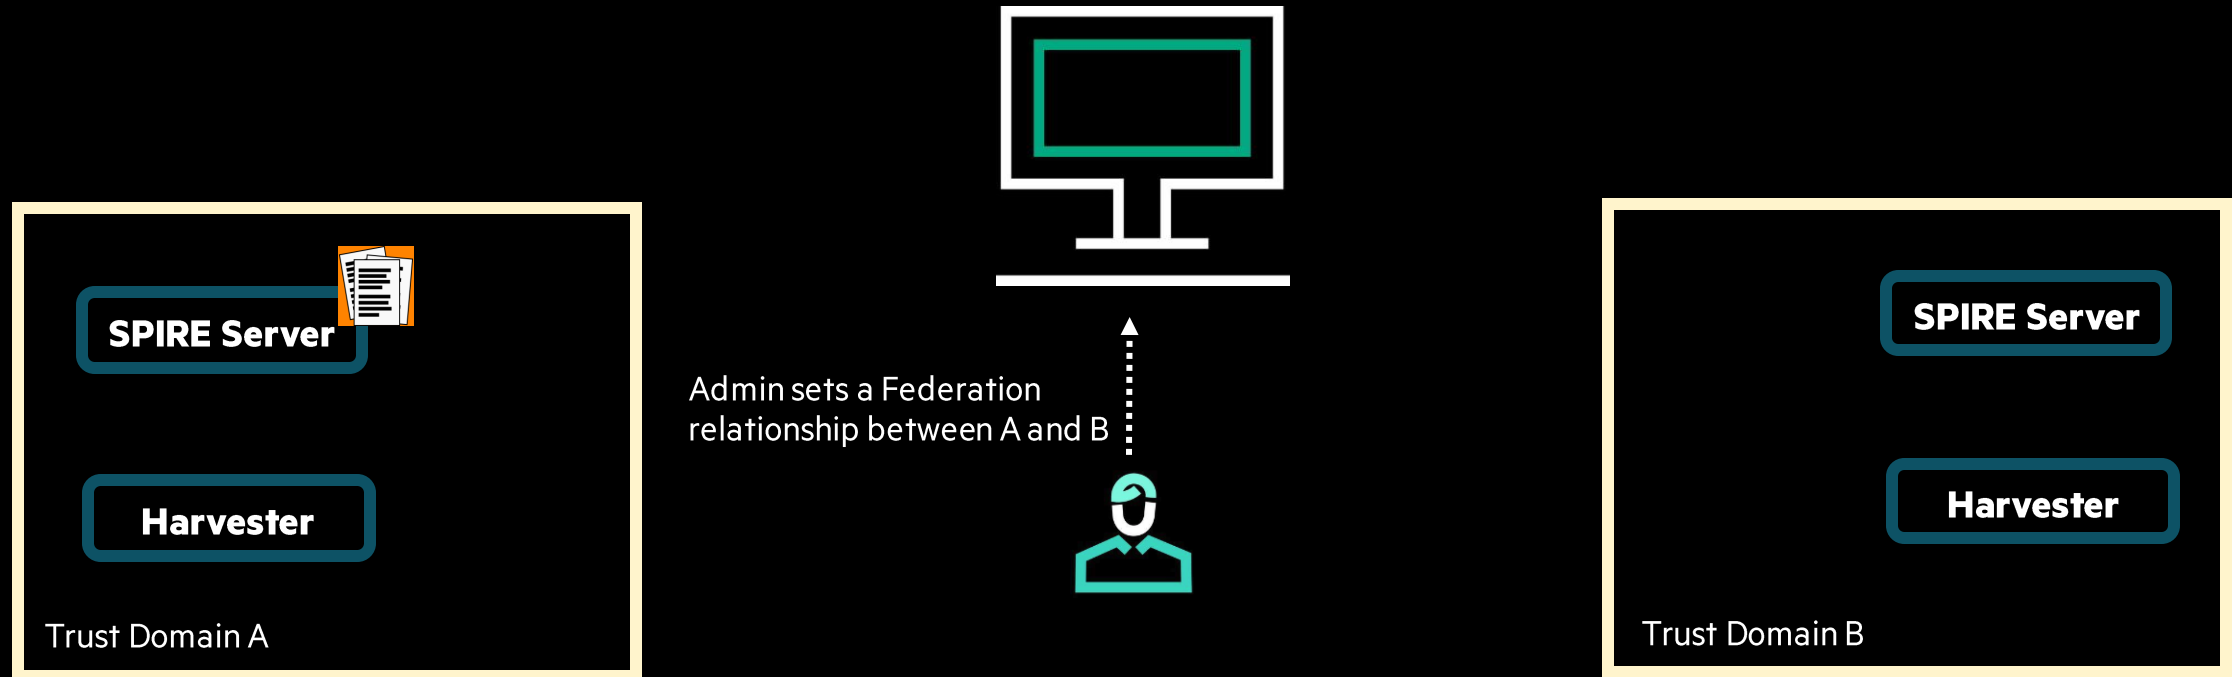 SPIRE Server
Harvester
Trust Domain A
Admin sets a Federation
relationship between A and B
SPIRE Server
Harvester
Trust Domain B